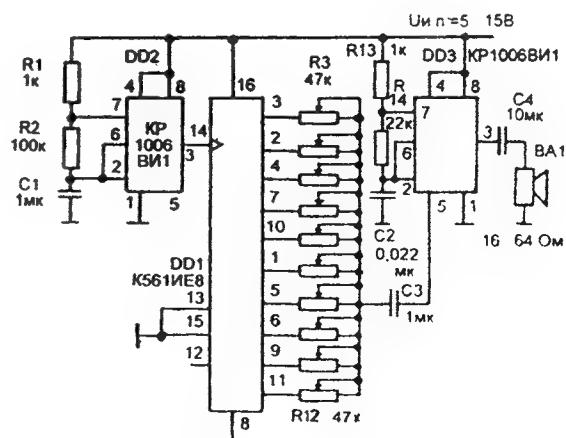 Uи п =5 15В
R13 1к
DD3 КР1006ВИ1
R1
1к
DD2
R3
47к
4 8
16
R
14
22к
4 8
C4
10мк
7
3
7
R2
100к
6
КР
1006
ВИ1
14
2
6
3
BA1
2
3
4
2
C1
1мк
1 5
7
5 1
10
C2
0,022
мк
16 64 Ом
DD1
К561ИЕ8
1
13
5
C3
1мк
15
6
12
9
11
R12 47к
8